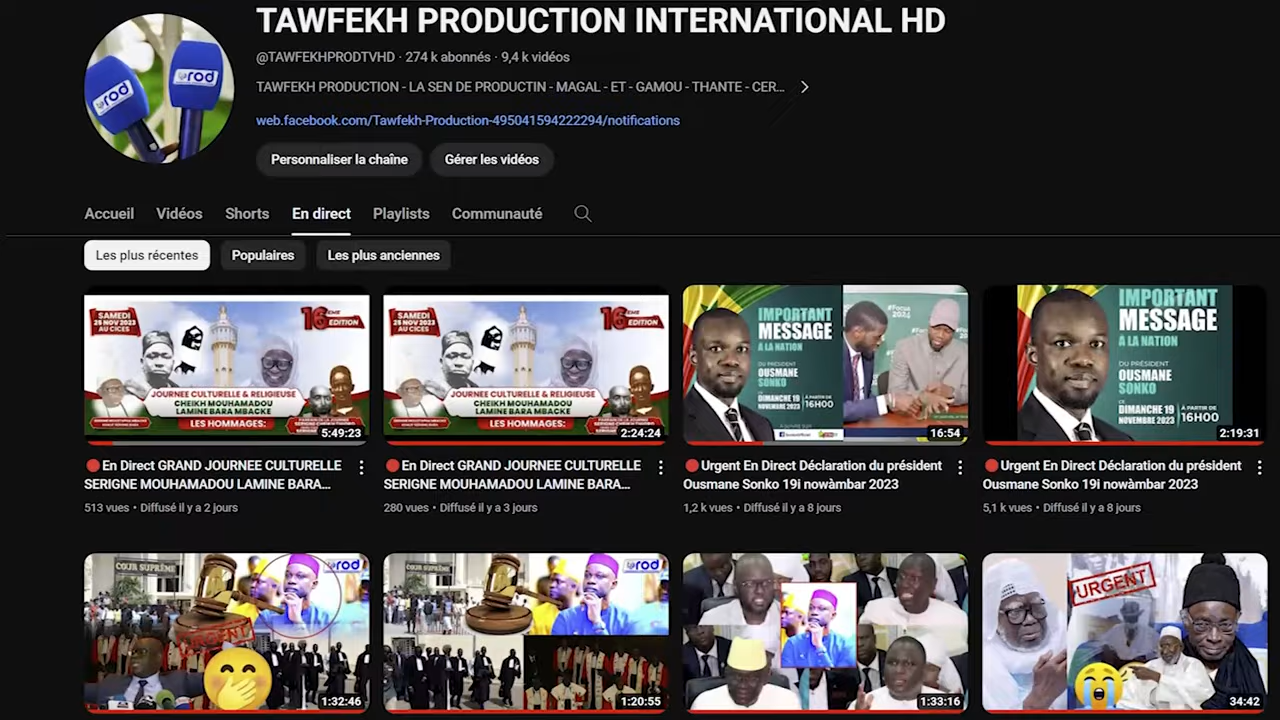 TAWFEKH PRODUCTION INTERNATIONAL HD
@TAWFEKHPRODTVHD · 274 k abonnés · 9,4 k vidéos
TAWFEKH PRODUCTION - LA SEN DE PRODUCTIN - MAGAL - ET - GAMOU - THANTE - CER...
web.facebook.com/Tawfekh-Production-495041594222294/notifications
Personnaliser la chaîne
Gérer les vidéos
Accueil Vidéos Shorts En direct Playlists Communauté
Les plus récentes Populaires Les plus anciennes
SAMEDI
25 NOV 2023
AU CICES
16EME
EDITION
JOURNEE CULTURELLE & RELIGIEUSE
CHEIKH MOUHAMADOU
LAMINE BARA MBACKE
LES HOMMAGES:
5:49:23
SAMEDI
25 NOV 2023
AU CICES
16EME
EDITION
JOURNEE CULTURELLE & RELIGIEUSE
CHEIKH MOUHAMADOU
LAMINE BARA MBACKE
LES HOMMAGES:
2:24:24
IMPORTANT
MESSAGE
À LA NATION
DU PRÉSIDENT
OUSMANE
SONKO
CE
DIMANCHE 19
NOVEMBRE 2023
À PARTIR DE
16H00
#Focus
2024
16:54
IMPORTANT
MESSAGE
À LA NATION
DU PRÉSIDENT
OUSMANE
SONKO
CE
DIMANCHE 19
NOVEMBRE 2023
À PARTIR DE
16H00
2:19:31
En Direct GRAND JOURNEE CULTURELLE
SERIGNE MOUHAMADOU LAMINE BARA...
513 vues • Diffusé il y a 2 jours
En Direct GRAND JOURNEE CULTURELLE
SERIGNE MOUHAMADOU LAMINE BARA...
280 vues • Diffusé il y a 3 jours
Urgent En Direct Déclaration du président
Ousmane Sonko 19i nowàmbar 2023
1,2 k vues • Diffusé il y a 8 jours
Urgent En Direct Déclaration du président
Ousmane Sonko 19i nowàmbar 2023
5,1 k vues • Diffusé il y a 8 jours
COUR SUPRÊME
prod
URGENT
1:32:46
COUR SUPRÊME
prod
1:20:55
1:33:16
URGENT
34:42